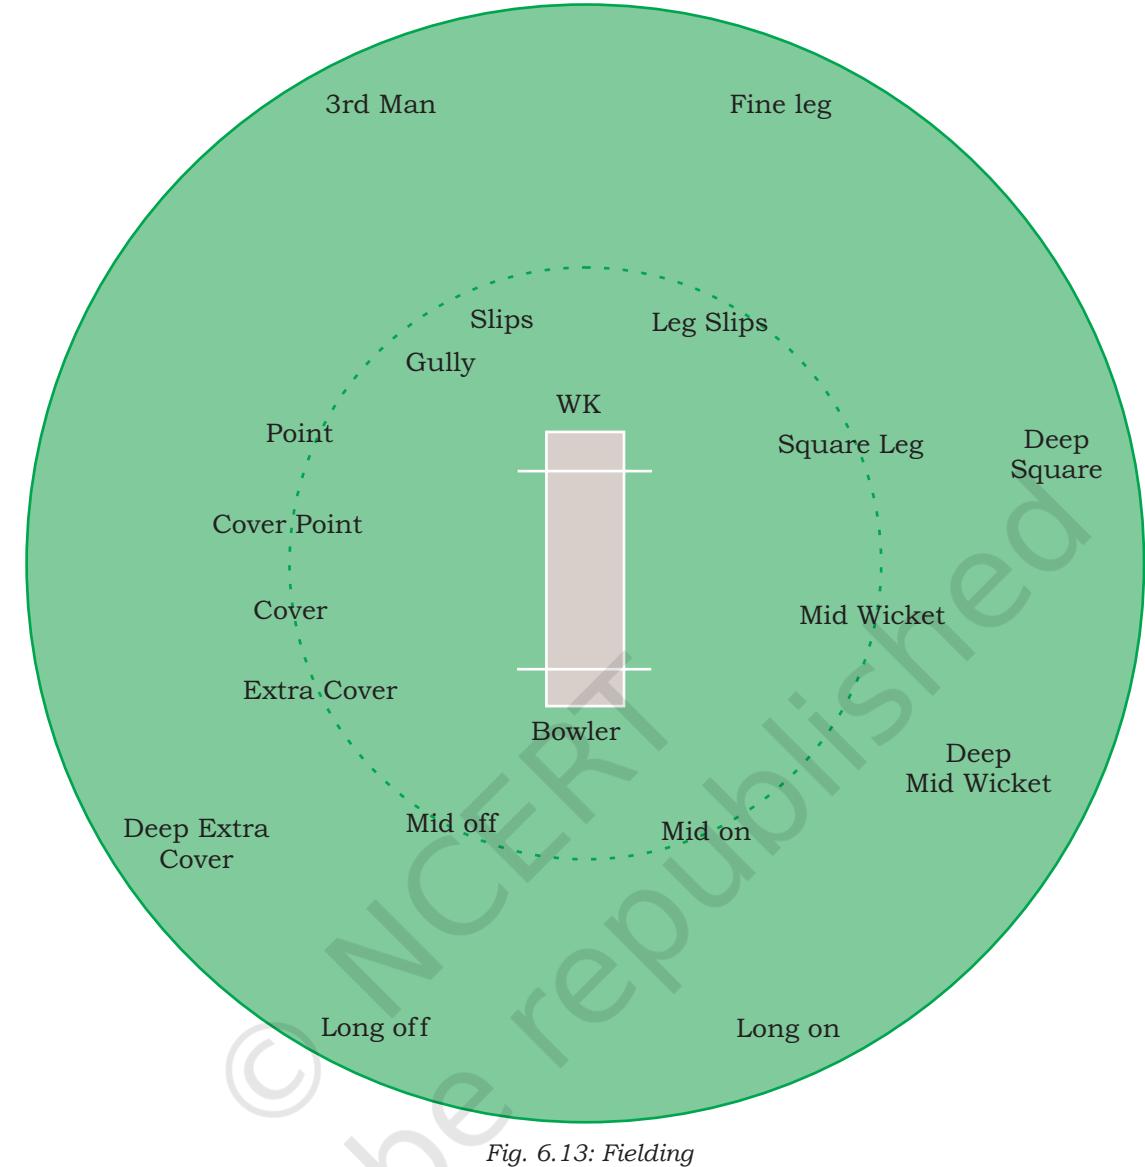 3rd Man
Fine leg
Slips
Leg Slips
Gully
WK
Point
Square Leg
Deep
Square
Cover Point
Cover
Mid Wicket
Extra Cover
Bowler
Deep
Mid Wicket
Mid off
Mid on
Deep Extra
Cover
Long off
Long on
© NCERT
be republished
Fig. 6.13: Fielding